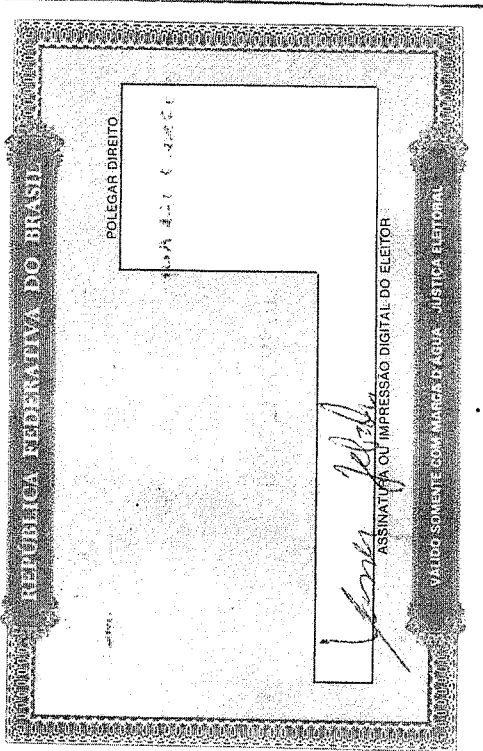 REPÚBLICA FEDERATIVA DO BRASIL
POLEGAR DIREITO
ASSINATURA OU IMPRESSÃO DIGITAL DO ELEITOR
VÁLIDO SOMENTE COM MARCA D'ÁGUA - JUSTIÇA ELEITORAL